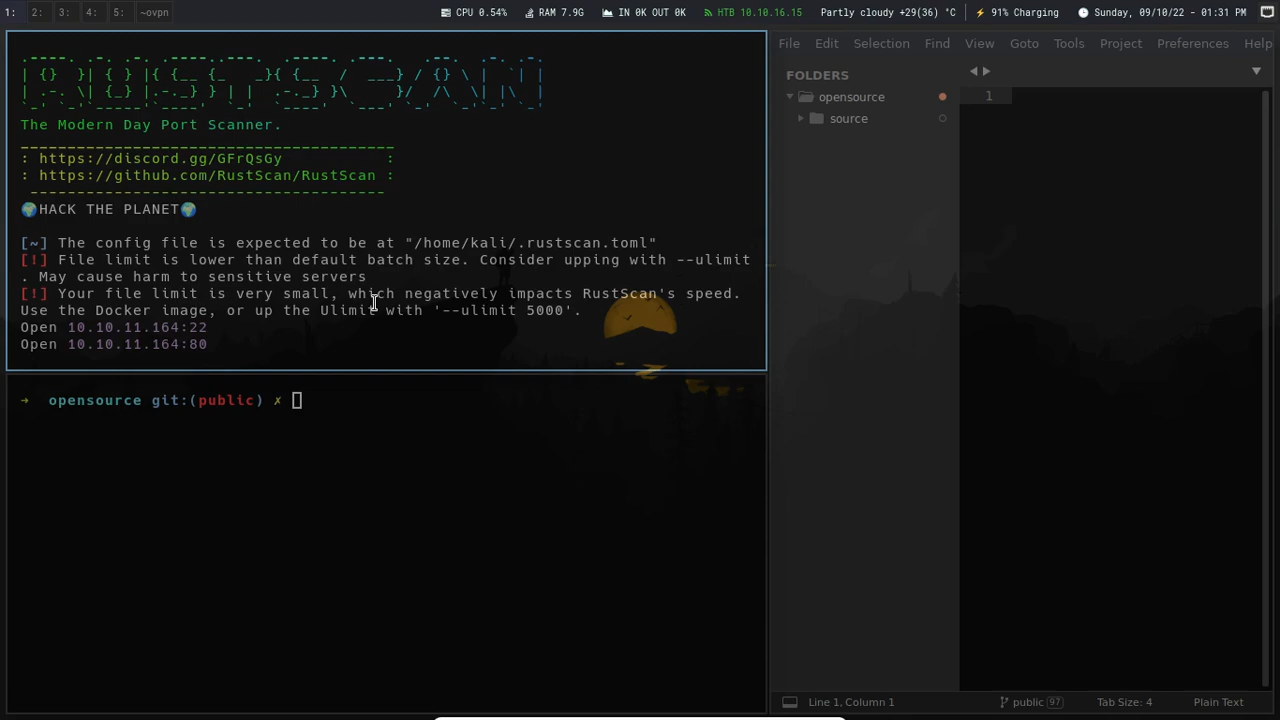 1: 2: 3: 4: 5: ~ovpn CPU 0.54% RAM 7.9G IN 0K OUT 0K HTB 10.10.16.15 Partly cloudy +29(36) °C ⚡ 91% Charging Sunday, 09/10/22 - 01:31 PM
The Modern Day Port Scanner.
________________________________________
: https://discord.gg/GFrQsGy           :
: https://github.com/RustScan/RustScan :
 --------------------------------------
🌍HACK THE PLANET🌍
[~] The config file is expected to be at "/home/kali/.rustscan.toml"
[!] File limit is lower than default batch size. Consider upping with --ulimit
. May cause harm to sensitive servers
[!] Your file limit is very small, which negatively impacts RustScan's speed.
Use the Docker image, or up the Ulimit with '--ulimit 5000'.
Open 10.10.11.164:22
Open 10.10.11.164:80
→ opensource git:(public) ✗
File Edit Selection Find View Goto Tools Project Preferences Help
FOLDERS
opensource
source
1
Line 1, Column 1 public 97 Tab Size: 4 Plain Text